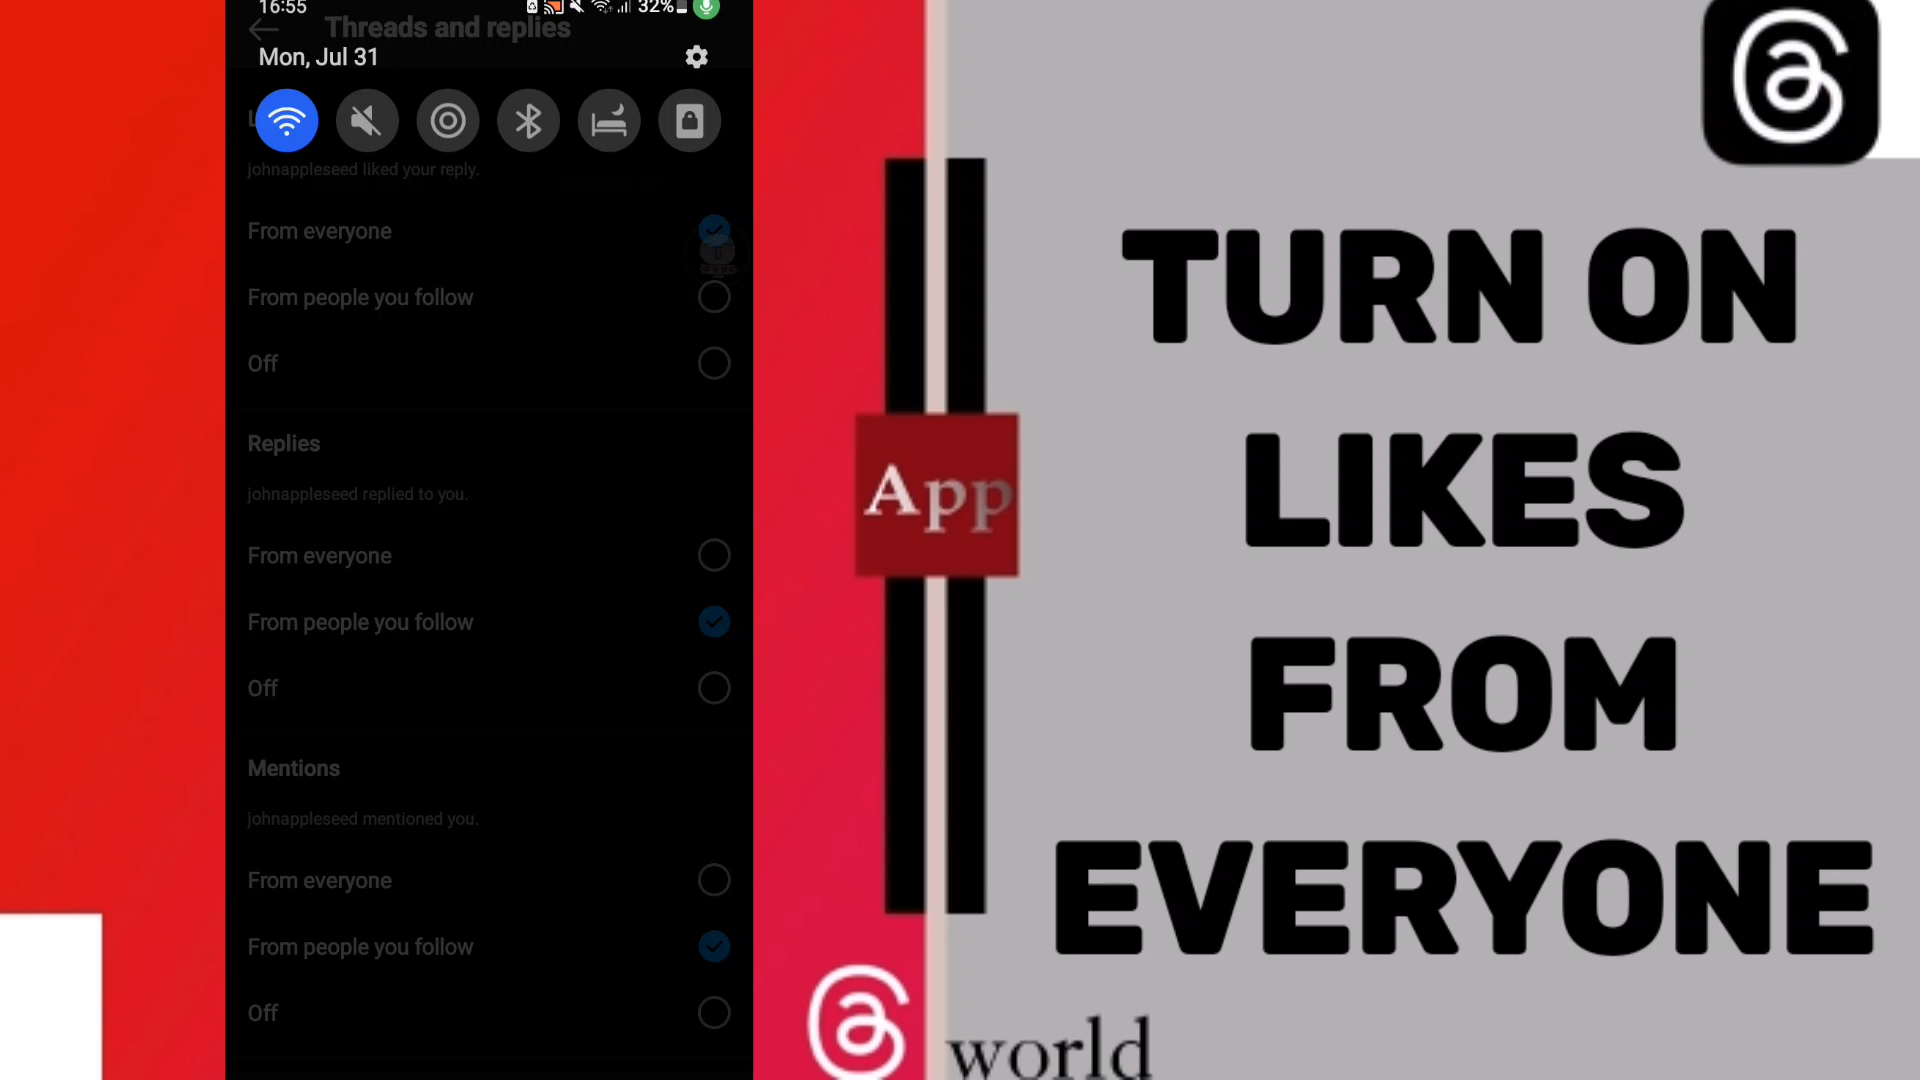 16:55
32%
Threads and replies
Mon, Jul 31
L
johnappleseed liked your reply.
From everyone
From people you follow
Off
Replies
johnappleseed replied to you.
From everyone
From people you follow
Off
Mentions
johnappleseed mentioned you.
From everyone
From people you follow
Off
App
world
TURN ON
LIKES
FROM
EVERYONE